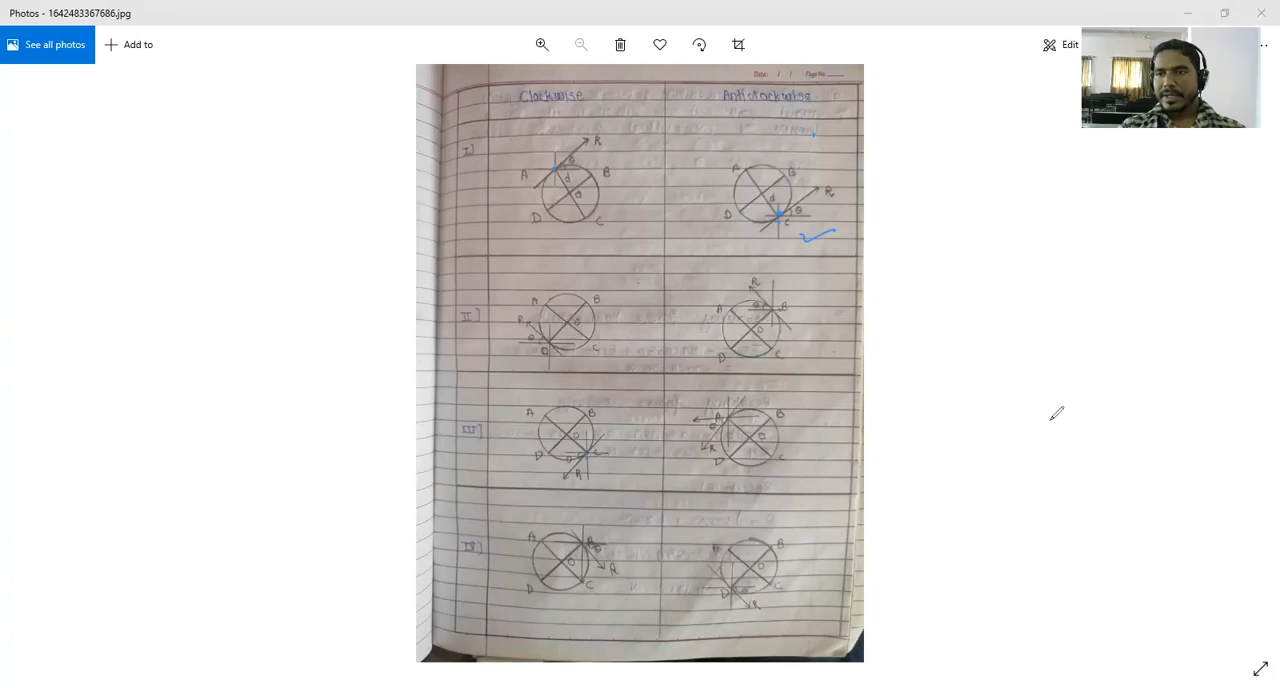 Photos - 1642483367686.jpg
See all photos
Add to
Edit
Date: / / Page No.
Clockwise Anticlockwise
I]
R
θ
A B
d
O
D C
A B
d R
D θ
C
II]
A B
O
R
θ
D C
R
θ B
A
O
D C
III]
A B
O
D C
θ
R
A B
θ O
R
D C
IV]
A B
θ
O R
D C
A B
O
D θ C
R